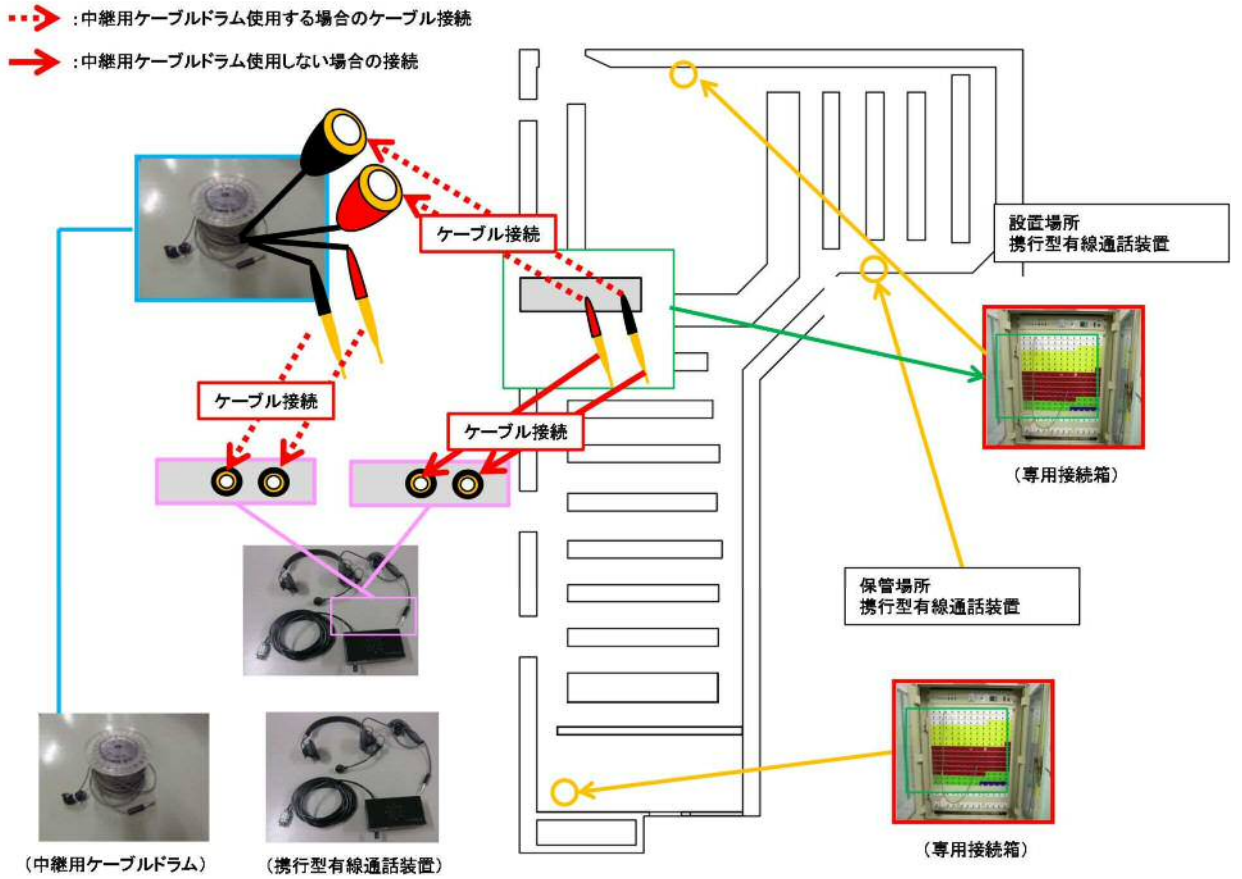 :中継用ケーブルドラム使用する場合のケーブル接続
:中継用ケーブルドラム使用しない場合の接続
ケーブル接続
設置場所
携行型有線通話装置
ケーブル接続
ケーブル接続
(専用接続箱)
保管場所
携行型有線通話装置
(中継用ケーブルドラム)
(携行型有線通話装置)
(専用接続箱)